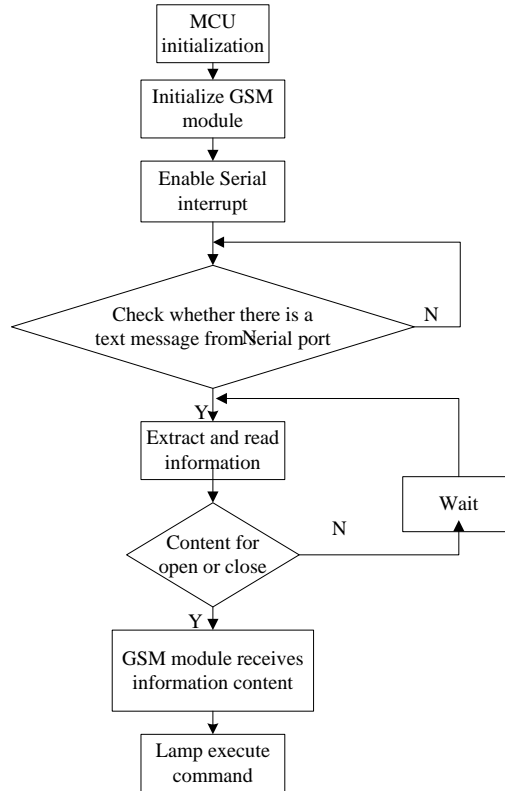 MCU
initialization
Initialize GSM
module
Enable Serial
interrupt
Check whether there is a
text message from serial port
N
N
Y
Extract and read
information
Wait
Content for
open or close
N
Y
GSM module receives
information content
Lamp execute
command